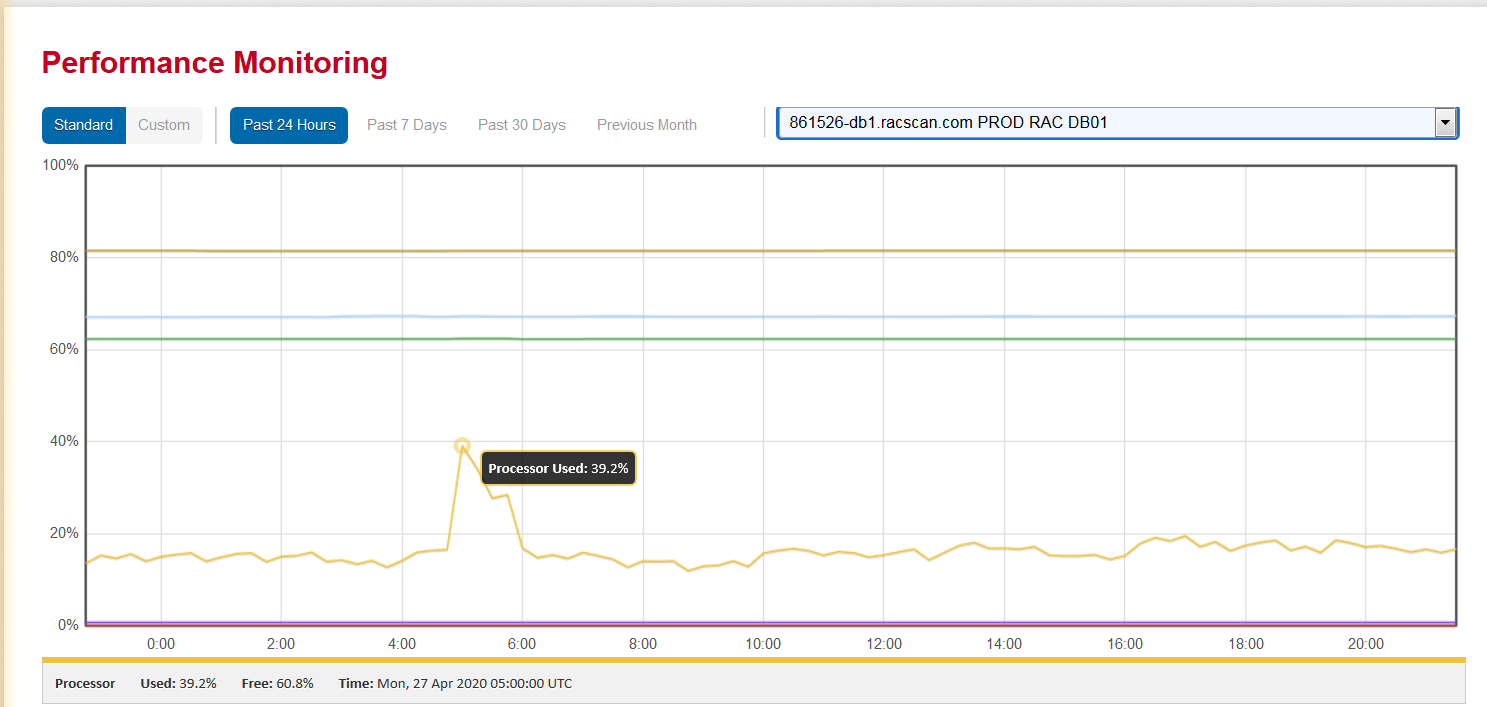 Performance Monitoring
Standard Custom Past 24 Hours Past 7 Days Past 30 Days Previous Month 861526-db1.racscan.com PROD RAC DB01
100%
80%
60%
40%
Processor Used: 39.2%
20%
0%
0:00 2:00 4:00 6:00 8:00 10:00 12:00 14:00 16:00 18:00 20:00
Processor Used: 39.2% Free: 60.8% Time: Mon, 27 Apr 2020 05:00:00 UTC